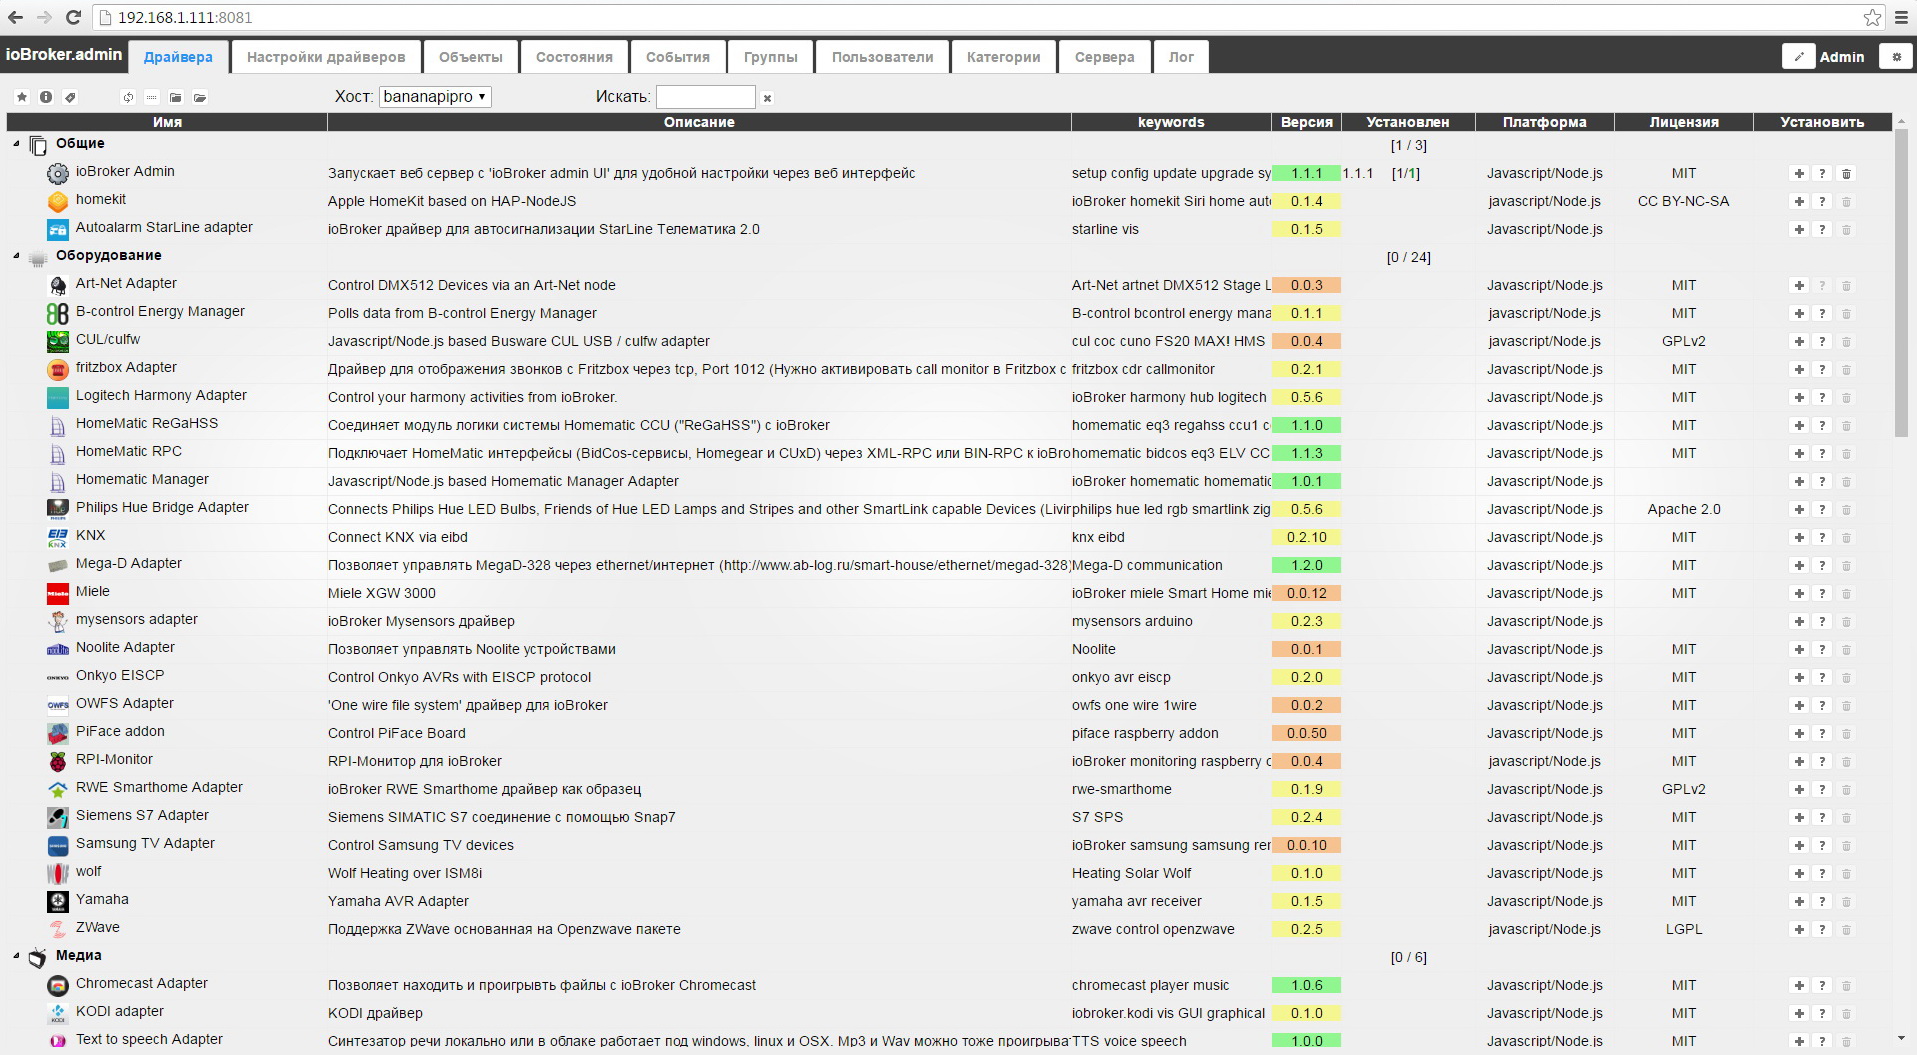 192.168.1.111:8081
ioBroker.admin Драйвера Настройки драйверов Объекты Состояния События Группы Пользователи Категории Сервера Лог Admin
Хост: bananapipro Искать:
Имя Описание keywords Версия Установлен Платформа Лицензия Установить
Общие [1 / 3]
ioBroker Admin Запускает веб сервер с 'ioBroker admin UI' для удобной настройки через веб интерфейс setup config update upgrade sy 1.1.1 1.1.1 [1/1] Javascript/Node.js MIT + ?
homekit Apple HomeKit based on HAP-NodeJS ioBroker homekit Siri home auto 0.1.4 javascript/Node.js CC BY-NC-SA + ?
Autoalarm StarLine adapter ioBroker драйвер для автосигнализации StarLine Телематика 2.0 starline vis 0.1.5 Javascript/Node.js + ?
Оборудование [0 / 24]
Art-Net Adapter Control DMX512 Devices via an Art-Net node Art-Net artnet DMX512 Stage L 0.0.3 Javascript/Node.js MIT + ?
B-control Energy Manager Polls data from B-control Energy Manager B-control bcontrol energy mana 0.1.1 javascript/Node.js MIT + ?
CUL/culfw Javascript/Node.js based Busware CUL USB / culfw adapter cul coc cuno FS20 MAX! HMS 0.0.4 javascript/Node.js GPLv2 + ?
fritzbox Adapter Драйвер для отображения звонков с Fritzbox через tcp, Port 1012 (Нужно активировать call monitor в Fritzbox с fritzbox cdr callmonitor 0.2.1 Javascript/Node.js MIT + ?
Logitech Harmony Adapter Control your harmony activities from ioBroker. ioBroker harmony hub logitech 0.5.6 Javascript/Node.js MIT + ?
HomeMatic ReGaHSS Соединяет модуль логики системы Homematic CCU ("ReGaHSS") с ioBroker homematic eq3 regahss ccu1 c 1.1.0 Javascript/Node.js MIT + ?
HomeMatic RPC Подключает HomeMatic интерфейсы (BidCos-сервисы, Homegear и CUxD) через XML-RPC или BIN-RPC к ioBro homematic bidcos eq3 ELV CC 1.1.3 Javascript/Node.js MIT + ?
Homematic Manager Javascript/Node.js based Homematic Manager Adapter ioBroker homematic homematic 1.0.1 Javascript/Node.js + ?
Philips Hue Bridge Adapter Connects Philips Hue LED Bulbs, Friends of Hue LED Lamps and Stripes and other SmartLink capable Devices (Livin philips hue led rgb smartlink zig 0.5.6 Javascript/Node.js Apache 2.0 + ?
KNX Connect KNX via eibd knx eibd 0.2.10 Javascript/Node.js MIT + ?
Mega-D Adapter Позволяет управлять MegaD-328 через ethernet/интернет (http://www.ab-log.ru/smart-house/ethernet/megad-328) Mega-D communication 1.2.0 Javascript/Node.js MIT + ?
Miele Miele XGW 3000 ioBroker miele Smart Home mie 0.0.12 Javascript/Node.js MIT + ?
mysensors adapter ioBroker Mysensors драйвер mysensors arduino 0.2.3 Javascript/Node.js + ?
Noolite Adapter Позволяет управлять Noolite устройствами Noolite 0.0.1 Javascript/Node.js MIT + ?
Onkyo EISCP Control Onkyo AVRs with EISCP protocol onkyo avr eiscp 0.2.0 Javascript/Node.js MIT + ?
OWFS Adapter 'One wire file system' драйвер для ioBroker owfs one wire 1wire 0.0.2 Javascript/Node.js MIT + ?
PiFace addon Control PiFace Board piface raspberry addon 0.0.50 Javascript/Node.js MIT + ?
RPI-Monitor RPI-Монитор для ioBroker ioBroker monitoring raspberry c 0.0.4 javascript/Node.js MIT + ?
RWE Smarthome Adapter ioBroker RWE Smarthome драйвер как образец rwe-smarthome 0.1.9 Javascript/Node.js GPLv2 + ?
Siemens S7 Adapter Siemens SIMATIC S7 соединение с помощью Snap7 S7 SPS 0.2.4 Javascript/Node.js MIT + ?
Samsung TV Adapter Control Samsung TV devices ioBroker samsung samsung rer 0.0.10 Javascript/Node.js MIT + ?
wolf Wolf Heating over ISM8i Heating Solar Wolf 0.1.0 Javascript/Node.js MIT + ?
Yamaha Yamaha AVR Adapter yamaha avr receiver 0.1.5 Javascript/Node.js MIT + ?
ZWave Поддержка ZWave основанная на Openzwave пакете zwave control openzwave 0.2.5 javascript/Node.js LGPL + ?
Медиа [0 / 6]
Chromecast Adapter Позволяет находить и проигрывть файлы с ioBroker Chromecast chromecast player music 1.0.6 Javascript/Node.js MIT + ?
KODI adapter KODI драйвер iobroker.kodi vis GUI graphical 0.1.0 Javascript/Node.js MIT + ?
Text to speech Adapter Синтезатор речи локально или в облаке работает под windows, linux и OSX. Mp3 и Wav можно тоже проигрыва TTS voice speech 1.0.0 Javascript/Node.js MIT + ?